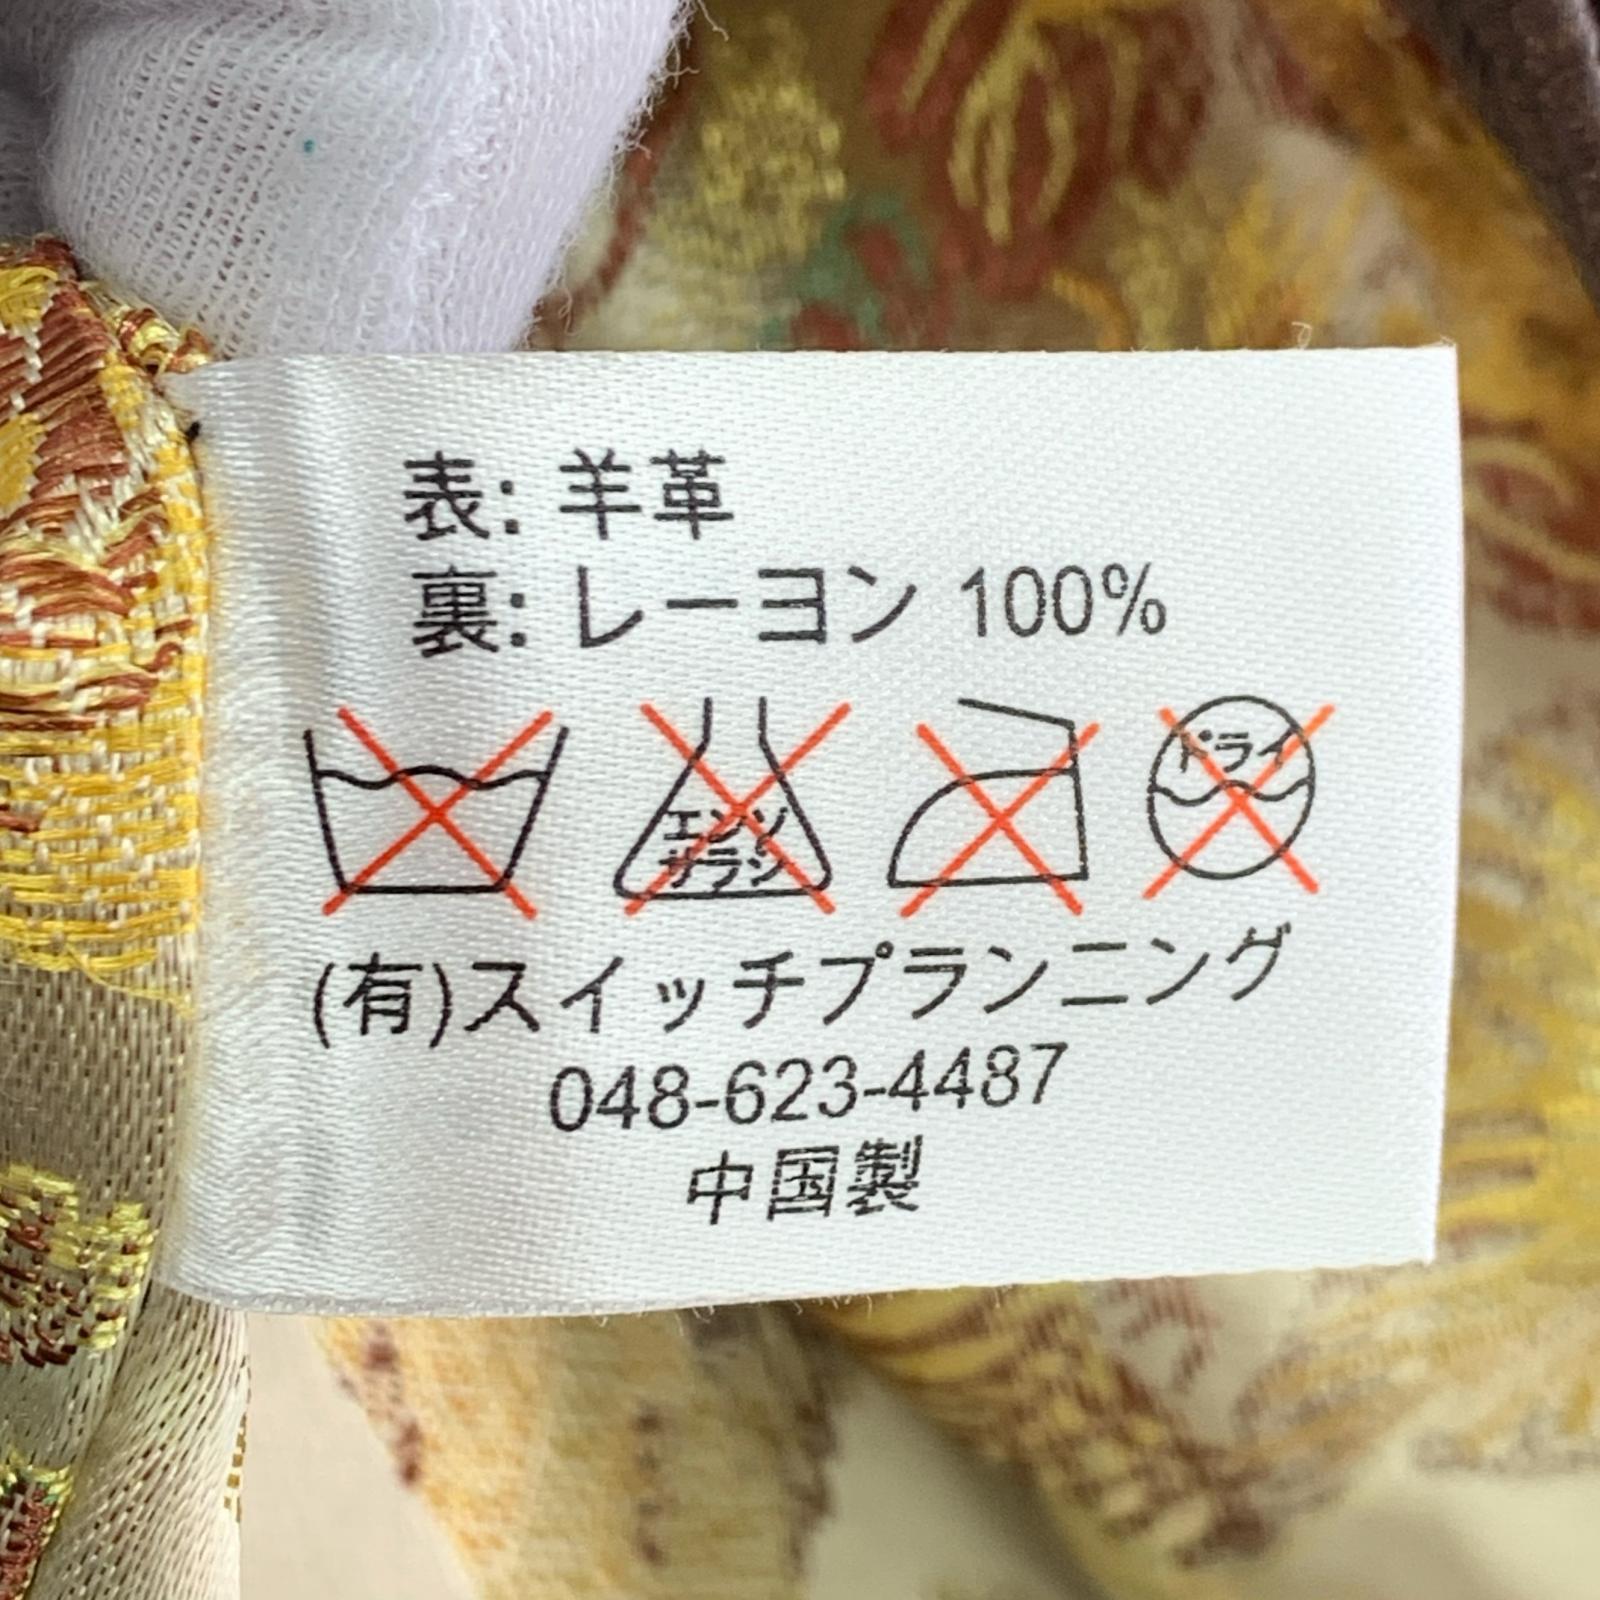 表: 羊革
裏: レーヨン 100%
エンソ
サラシ
ドライ
(有)スイッチプランニング
048-623-4487
中国製